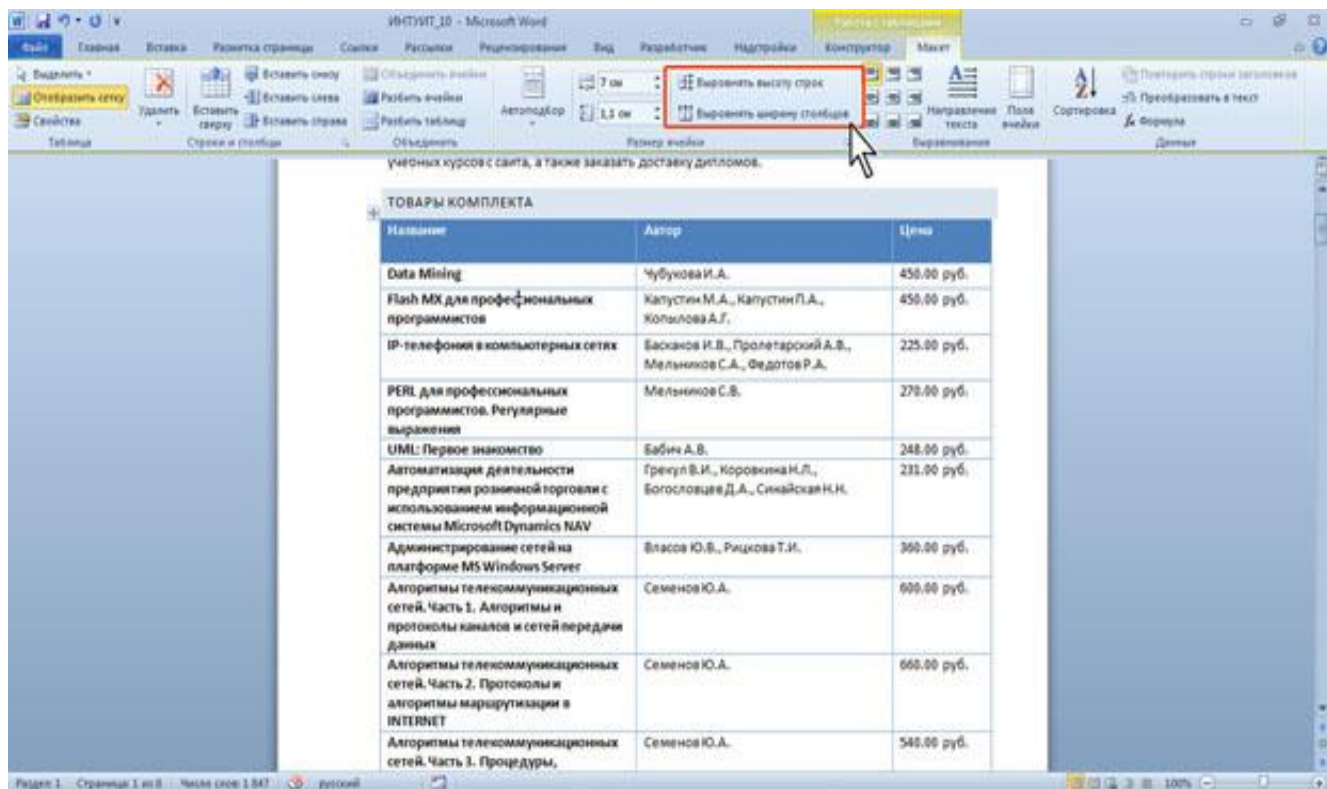 ИНТУИТ_10 - Microsoft Word
Работа с таблицами
Файл Главная Вставка Разметка страницы Ссылки Рассылки Рецензирование Вид Разработчик Надстройки Конструктор Макет
Выделить
Отобразить сетку
Свойства
Таблица
Удалить
Вставить сверху
Вставить снизу
Вставить слева
Вставить справа
Строки и столбцы
Объединить ячейки
Разбить ячейки
Разбить таблицу
Объединить
Автоподбор
7 см
1,1 см
Выровнять высоту строк
Выровнять ширину столбцов
Размер ячейки
Направление текста
Поля ячейки
Выравнивание
Сортировка
Повторить строки заголовков
Преобразовать в текст
Формула
Данные
учебных курсов с сайта, а также заказать доставку дипломов.
ТОВАРЫ КОМПЛЕКТА
Название Автор Цена
Data Mining Чубукова И.А. 450.00 руб.
Flash MX для професиональных Капустин М.А., Капустин П.А., 450.00 руб.
программистов Копылова А.Г.
IP-телефония в компьютерных сетях Баскаков И.В., Пролетарский А.В., 225.00 руб.
Мельников С.А., Федотов Р.А.
PERL для профессиональных Мельников С.В. 270.00 руб.
программистов. Регулярные
выражения
UML: Первое знакомство Бабич А.В. 248.00 руб.
Автоматизация деятельности Грекул В.И., Коровкина Н.Л., 231.00 руб.
предприятия розничной торговли с Богословцев Д.А., Синайская Н.Н.
использованием информационной
системы Microsoft Dynamics NAV
Администрирование сетей на Власов Ю.В., Рицкова Т.И. 360.00 руб.
платформе MS Windows Server
Алгоритмы телекоммуникационных Семенов Ю.А. 600.00 руб.
сетей. Часть 1. Алгоритмы и
протоколы каналов и сетей передачи
данных
Алгоритмы телекоммуникационных Семенов Ю.А. 660.00 руб.
сетей. Часть 2. Протоколы и
алгоритмы маршрутизации в
INTERNET
Алгоритмы телекоммуникационных Семенов Ю.А. 540.00 руб.
сетей. Часть 3. Процедуры,
Раздел: 1 Страница: 1 из 8 Число слов: 1 847 русский 100%